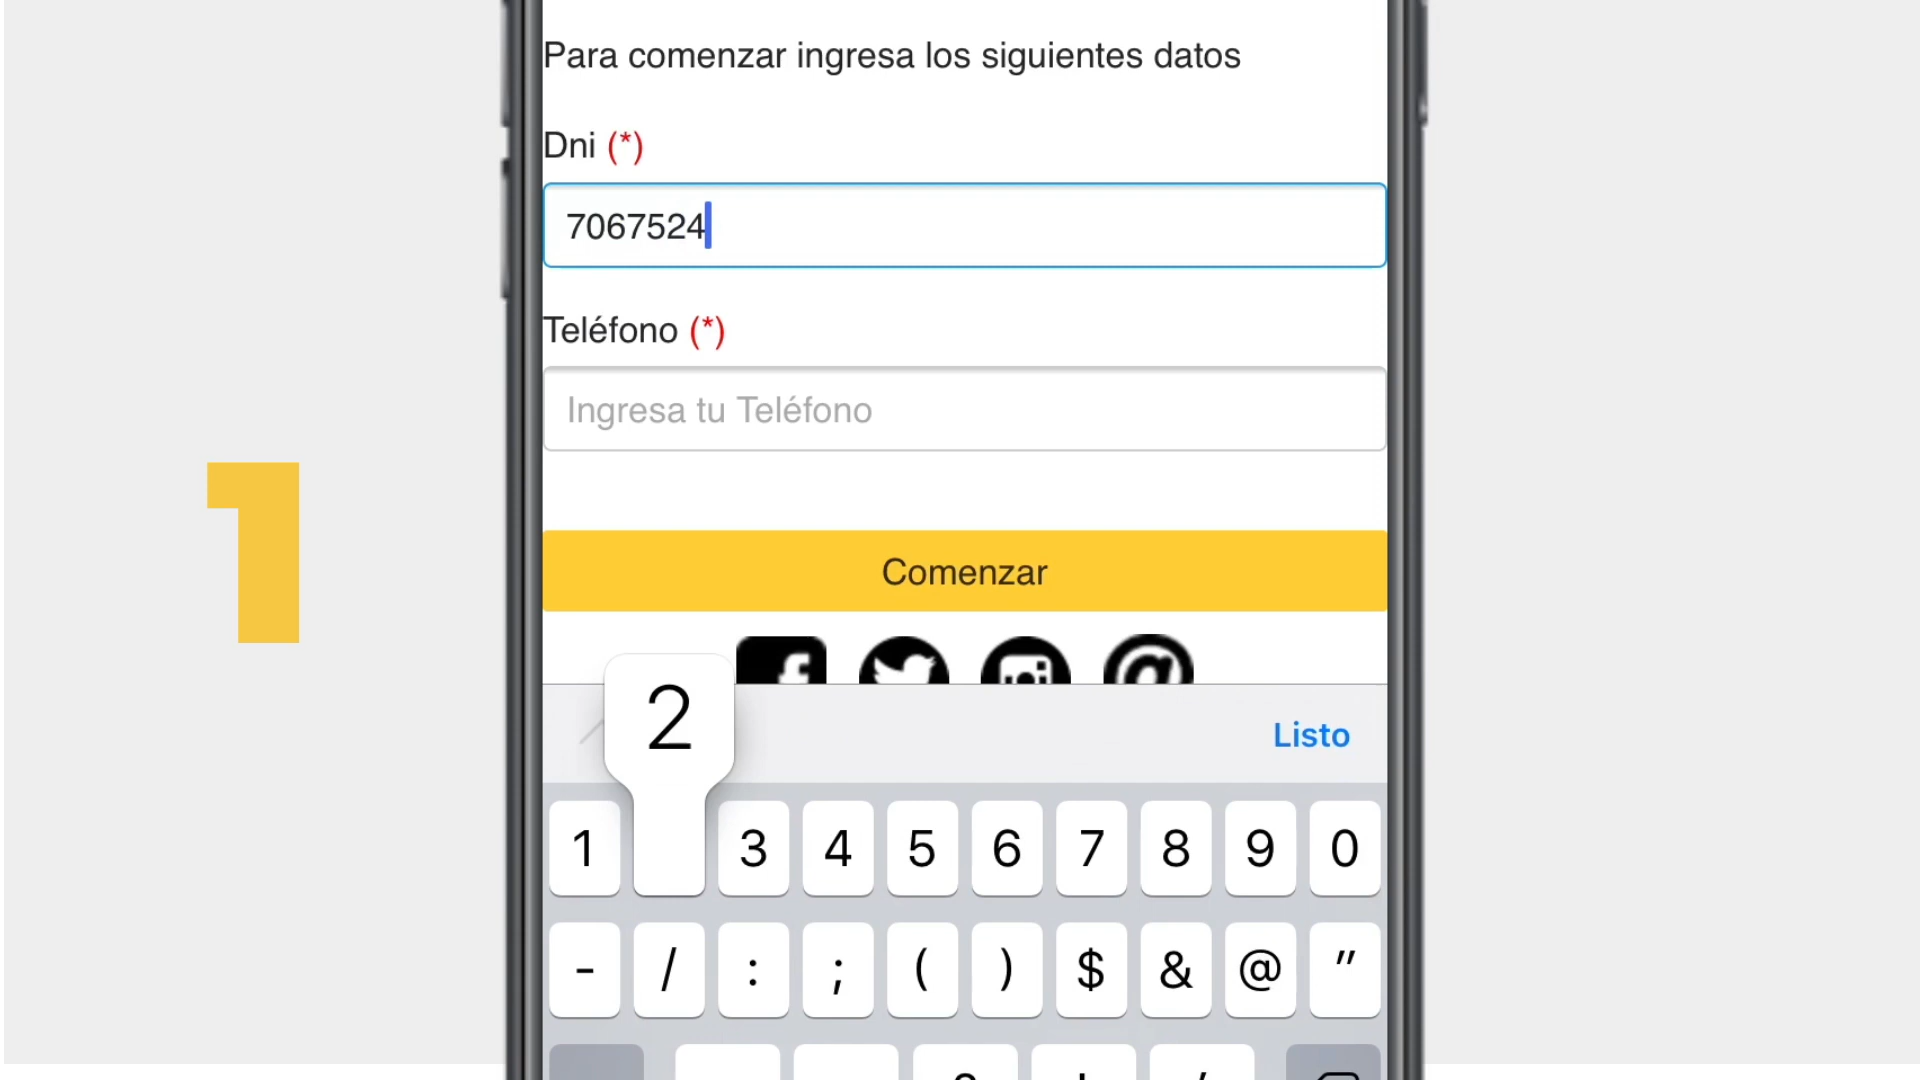 Para comenzar ingresa los siguientes datos
Dni (*)
7067524
Teléfono (*)
Ingresa tu Teléfono
1
Comenzar
2
Listo
1 3 4 5 6 7 8 9 0
- / : ; ( ) $ & @ "